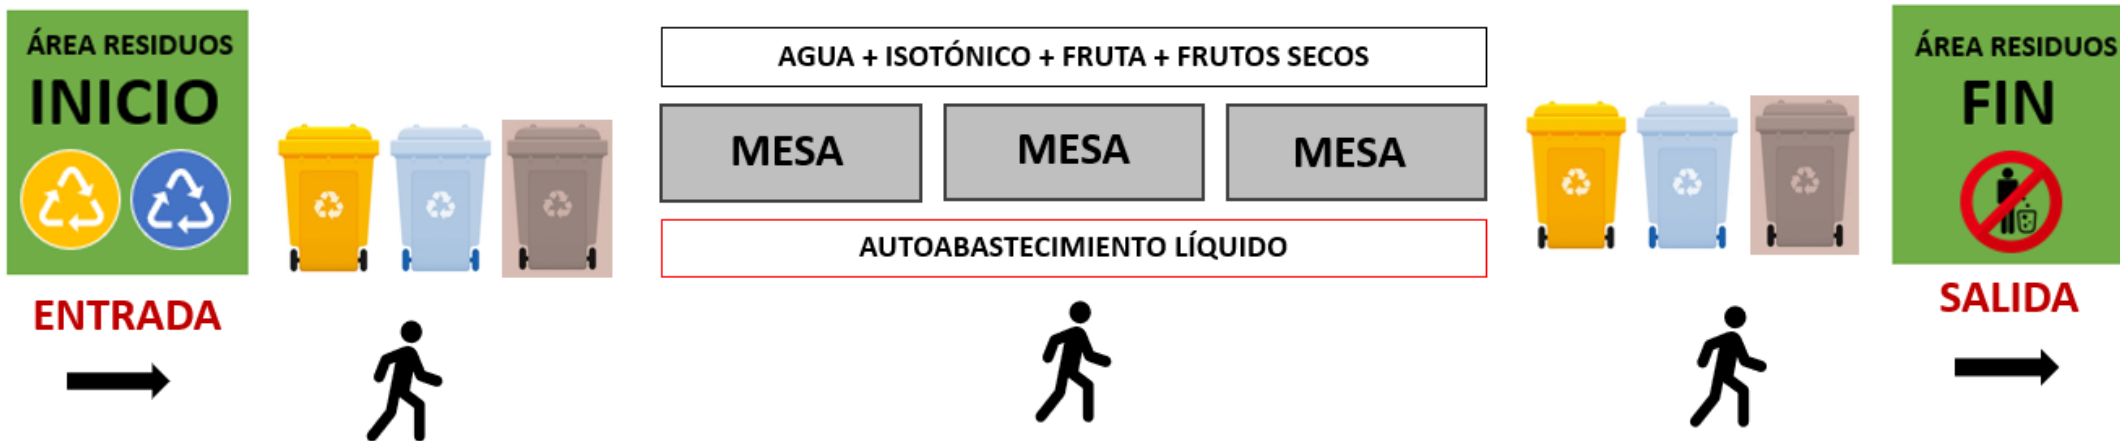 ÁREA RESIDUOS
INICIO
ENTRADA
AGUA + ISOTÓNICO + FRUTA + FRUTOS SECOS
MESA
MESA
MESA
AUTOABASTECIMIENTO LÍQUIDO
ÁREA RESIDUOS
FIN
SALIDA